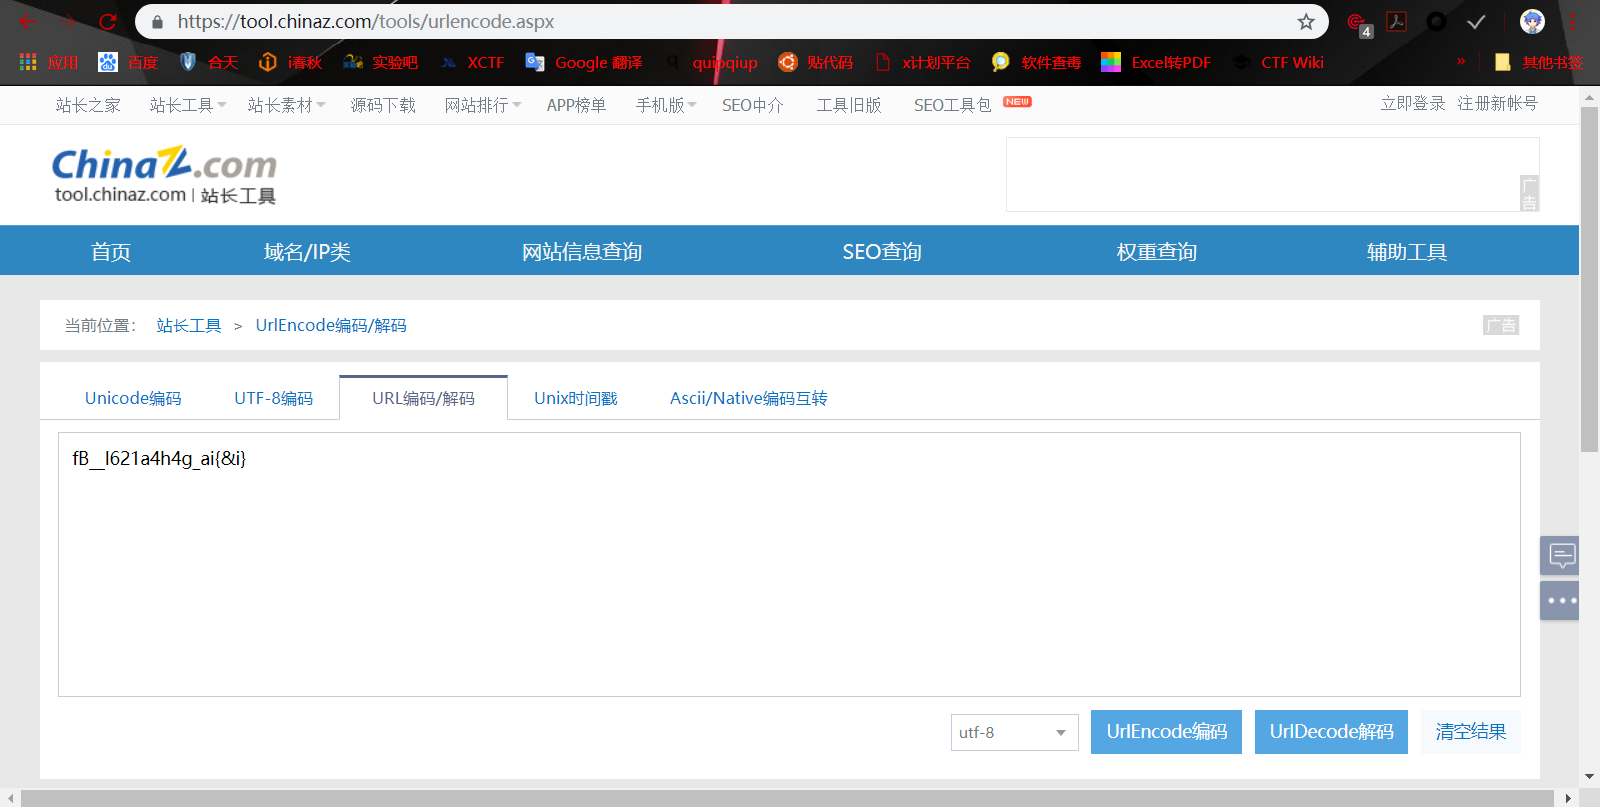 https://tool.chinaz.com/tools/urlencode.aspx
4
应用 百度 合天 i春秋 实验吧 XCTF Google 翻译 quipqiup 贴代码 x计划平台 软件查毒 Excel转PDF CTF Wiki » 其他书签
站长之家 站长工具 站长素材 源码下载 网站排行 APP榜单 手机版 SEO中介 工具旧版 SEO工具包 NEW 立即登录 注册新帐号
ChinaZ.com
tool.chinaz.com | 站长工具
广告
首页 域名/IP类 网站信息查询 SEO查询 权重查询 辅助工具
当前位置： 站长工具 > UrlEncode编码/解码 广告
Unicode编码 UTF-8编码 URL编码/解码 Unix时间戳 Ascii/Native编码互转
fB__l621a4h4g_ai{&i}
utf-8 UrlEncode编码 UrlDecode解码 清空结果